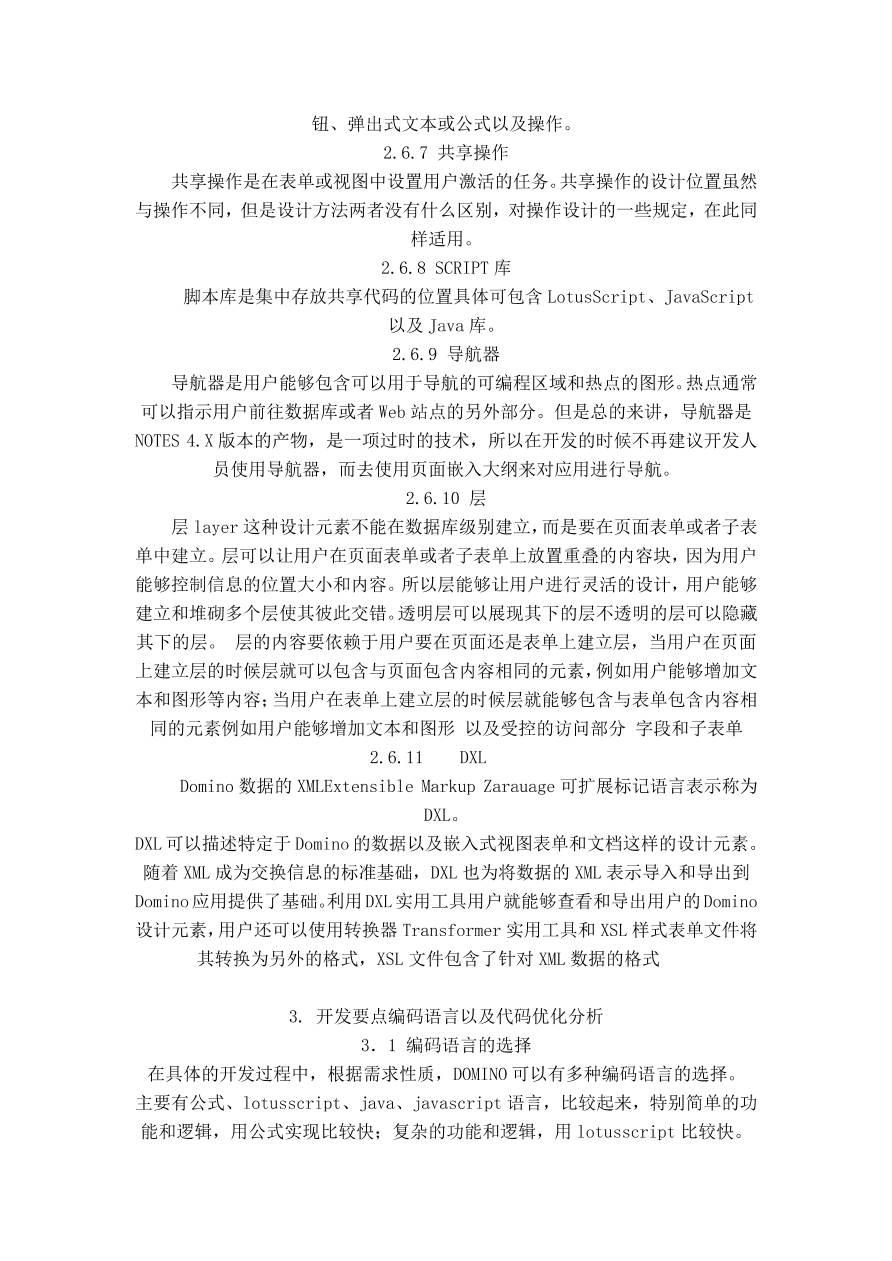 钮、弹出式文本或公式以及操作。
2.6.7 共享操作
共享操作是在表单或视图中设置用户激活的任务。共享操作的设计位置虽然
与操作不同，但是设计方法两者没有什么区别，对操作设计的一些规定，在此同
样适用。
2.6.8 SCRIPT 库
脚本库是集中存放共享代码的位置具体可包含 LotusScript、JavaScript
以及 Java 库。
2.6.9 导航器
导航器是用户能够包含可以用于导航的可编程区域和热点的图形。热点通常
可以指示用户前往数据库或者 Web 站点的另外部分。但是总的来讲，导航器是
NOTES 4.X 版本的产物，是一项过时的技术，所以在开发的时候不再建议开发人
员使用导航器，而去使用页面嵌入大纲来对应用进行导航。
2.6.10 层
层 layer 这种设计元素不能在数据库级别建立，而是要在页面表单或者子表
单中建立。层可以让用户在页面表单或者子表单上放置重叠的内容块，因为用户
能够控制信息的位置大小和内容。所以层能够让用户进行灵活的设计，用户能够
建立和堆砌多个层使其彼此交错。透明层可以展现其下的层不透明的层可以隐藏
其下的层。 层的内容要依赖于用户要在页面还是表单上建立层，当用户在页面
上建立层的时候层就可以包含与页面包含内容相同的元素，例如用户能够增加文
本和图形等内容；当用户在表单上建立层的时候层就能够包含与表单包含内容相
同的元素例如用户能够增加文本和图形 以及受控的访问部分 字段和子表单
2.6.11 DXL
Domino 数据的 XMLExtensible Markup Zarauage 可扩展标记语言表示称为
DXL。
DXL 可以描述特定于 Domino 的数据以及嵌入式视图表单和文档这样的设计元素。
随着 XML 成为交换信息的标准基础，DXL 也为将数据的 XML 表示导入和导出到
Domino 应用提供了基础。利用 DXL 实用工具用户就能够查看和导出用户的 Domino
设计元素，用户还可以使用转换器 Transformer 实用工具和 XSL 样式表单文件将
其转换为另外的格式，XSL 文件包含了针对 XML 数据的格式
3. 开发要点编码语言以及代码优化分析
3．1 编码语言的选择
在具体的开发过程中，根据需求性质，DOMINO 可以有多种编码语言的选择。
主要有公式、lotusscript、java、javascript 语言，比较起来，特别简单的功
能和逻辑，用公式实现比较快；复杂的功能和逻辑，用 lotusscript 比较快。